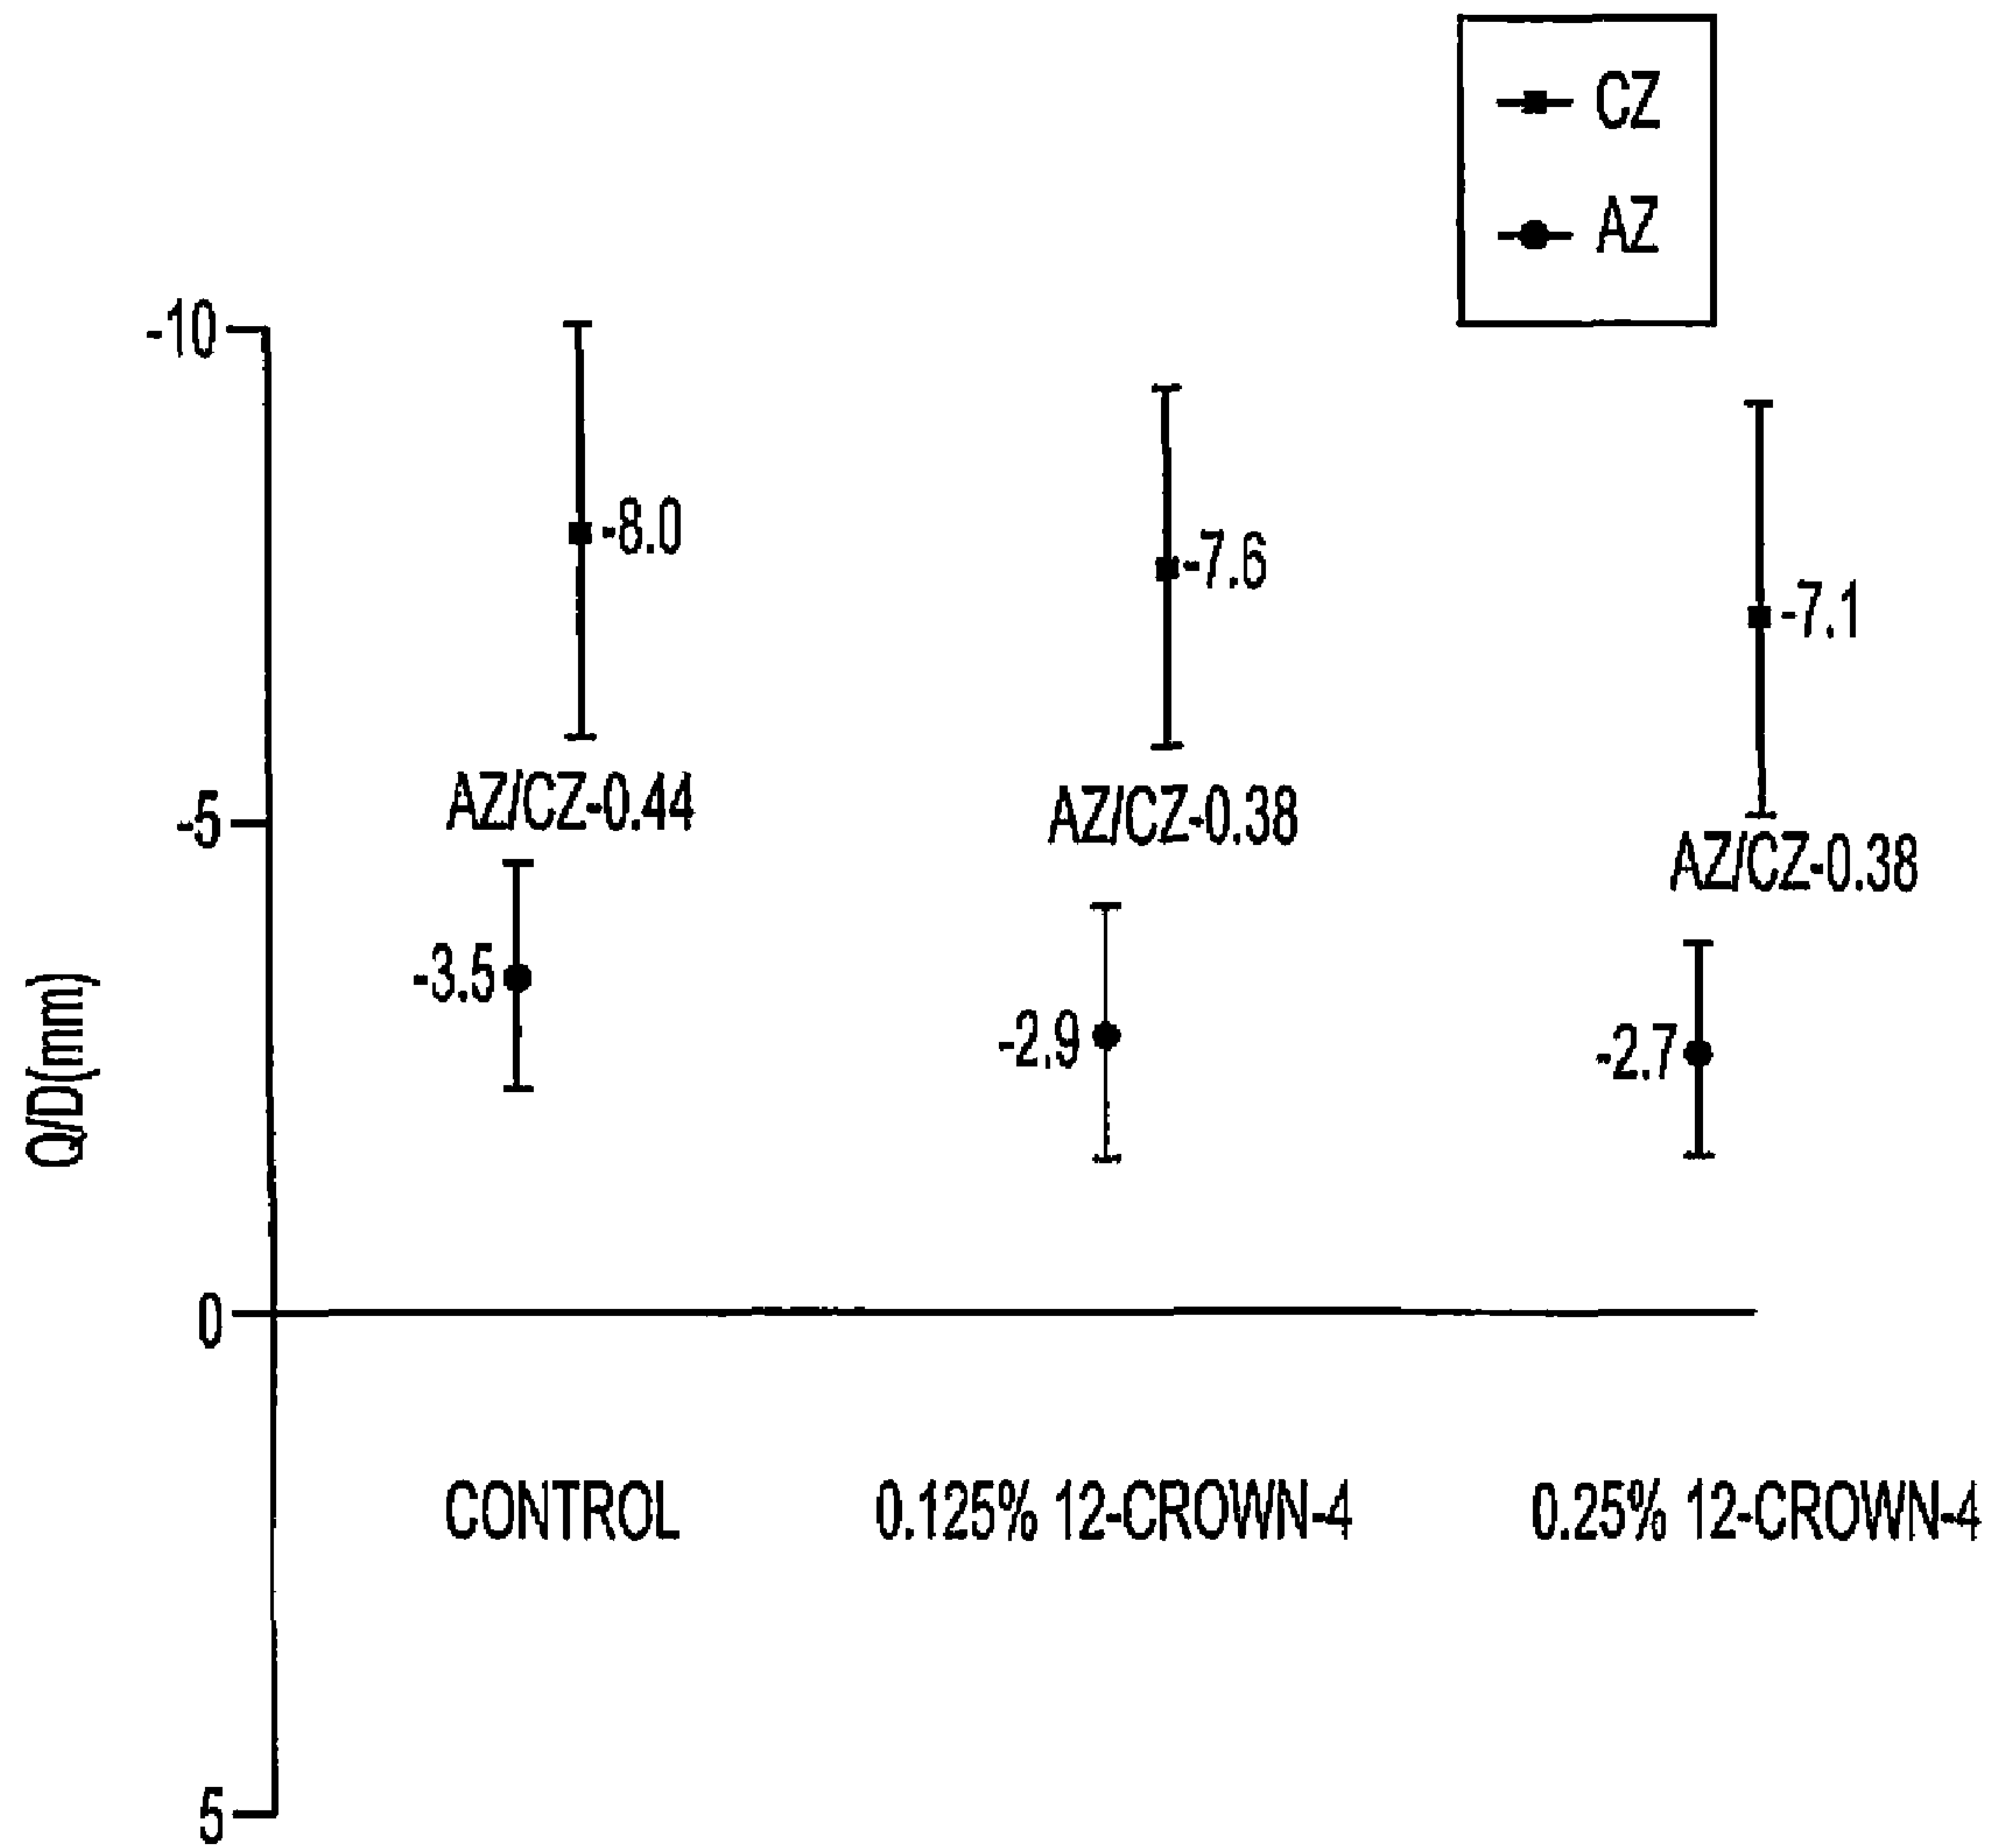 CZ
AZ
-10
-8.0
-7.6
-7.1
AZ/CZ-0.44
AZ/CZ-0.38
AZ/CZ-0.38
-5
-3.5
-2.9
-2.7
Q/D(nm)
0
CONTROL
0.125% 12-CROWN-4
0.25% 12-CROWN-4
5